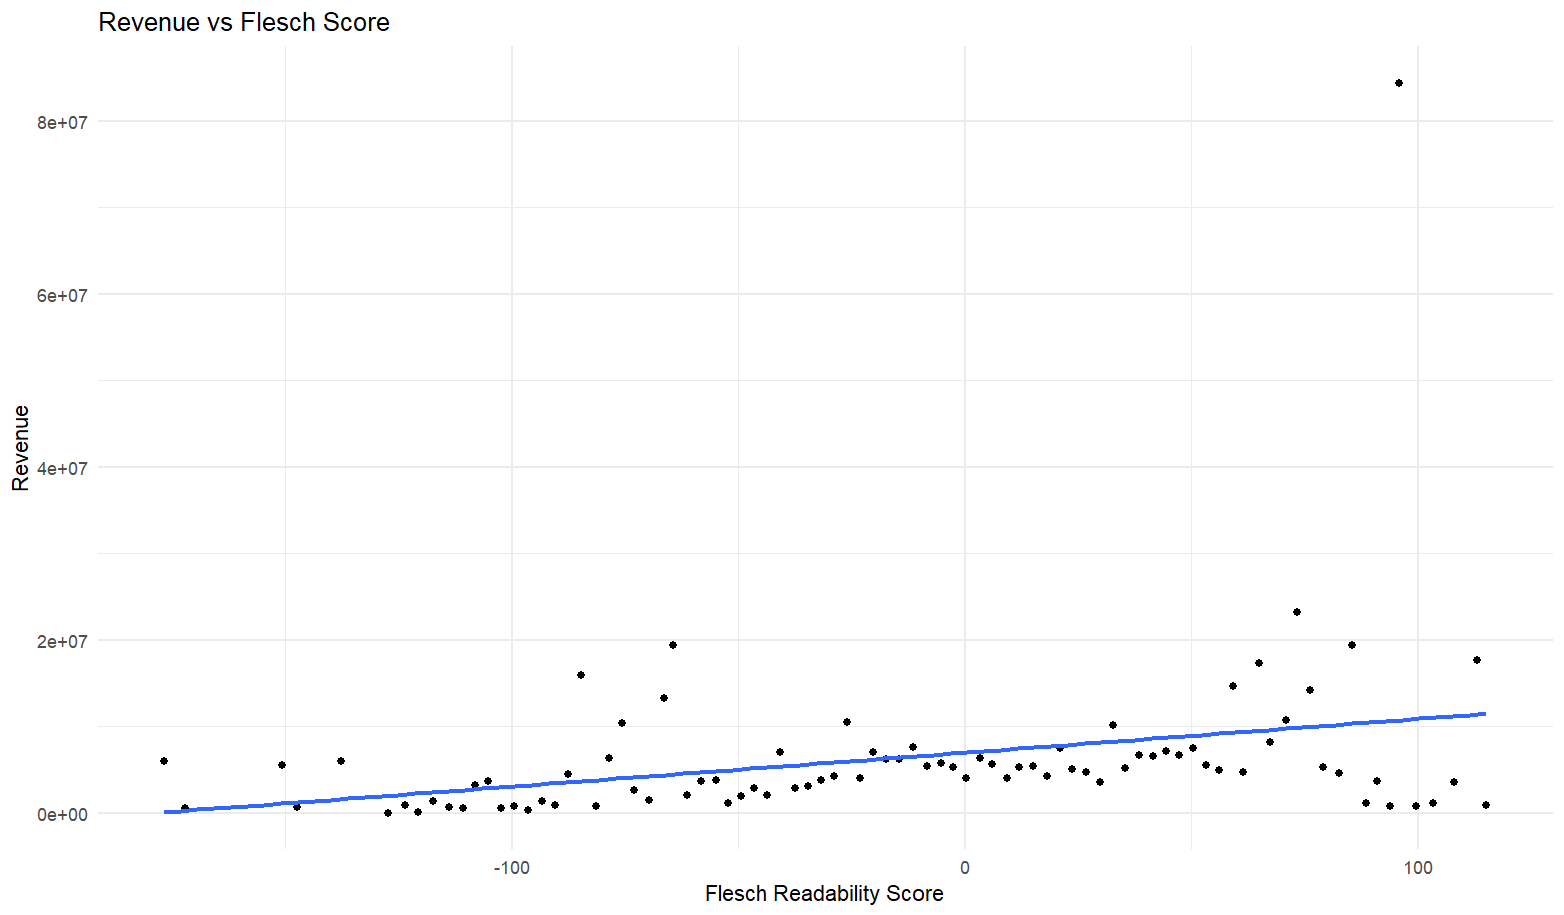 Revenue vs Flesch Score
8e+07
6e+07
4e+07
2e+07
0e+00
Revenue
-100
0
100
Flesch Readability Score